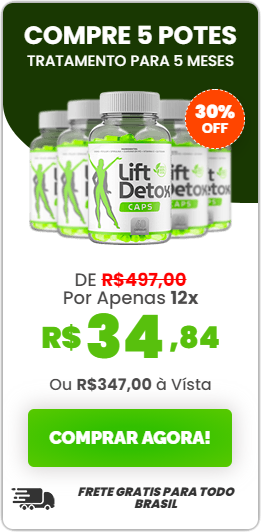 COMPRE 5 POTES
TRATAMENTO PARA 5 MESES
30%
OFF
Lift
Detox
CAPS
DE R$497,00
Por Apenas 12x
R$34,84
Ou R$347,00 à Vísta
COMPRAR AGORA!
FRETE GRATIS PARA TODO
BRASIL